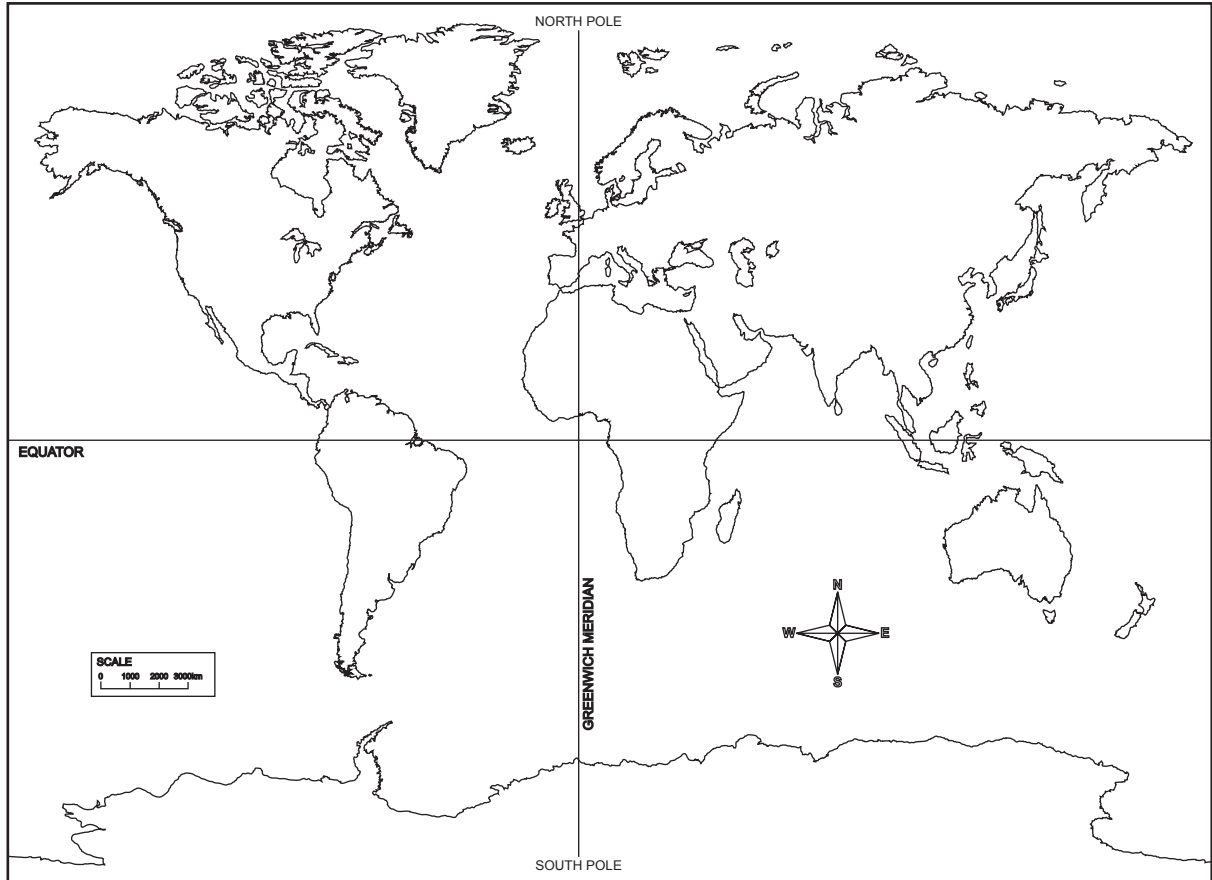 NORTH POLE
EQUATOR
GREENWICH MERIDIAN
N
W E
S
SCALE
0 1000 2000 3000km
SOUTH POLE